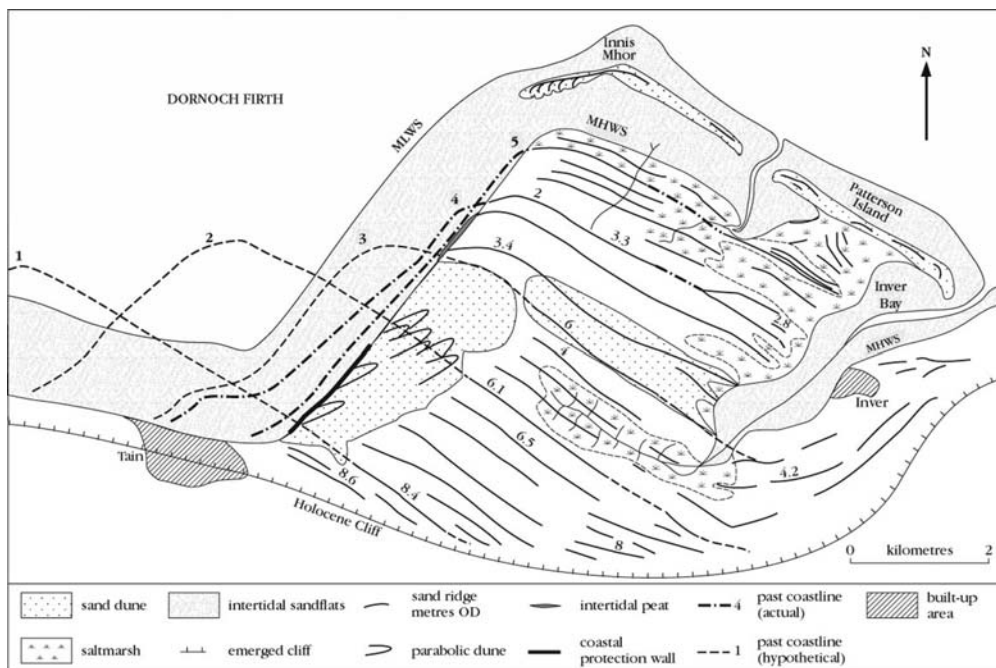 Innis
Mhor
N
DORNOCH FIRTH
MLWS
MHWS
5
Patterson
Island
4
2
2
3
1
3.3
3.4
Inver
Bay
2.8
MHWS
6
4
6.1
Inver
6.5
Tain
4.2
8.6
8.4
Holocene Cliff
8
0 kilometres 2
sand dune
intertidal sandflats
sand ridge
metres OD
intertidal peat
4 past coastline
(actual)
built-up
area
saltmarsh
emerged cliff
parabolic dune
coastal
protection wall
1 past coastline
(hypothetical)